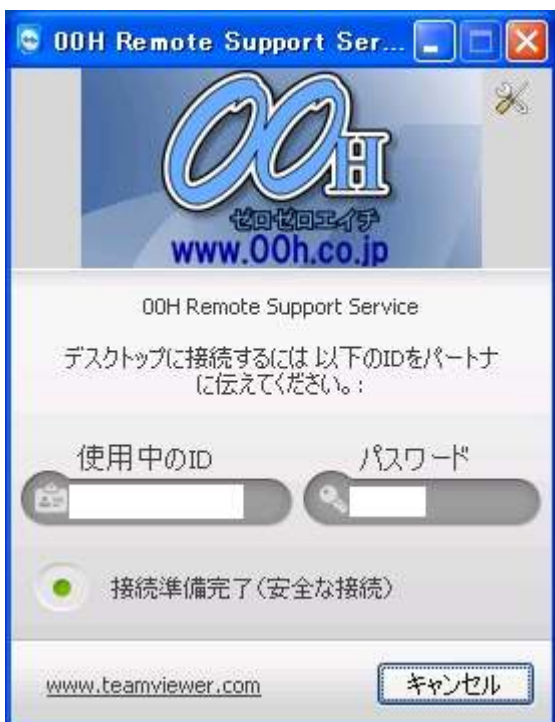 00H Remote Support Ser...
00H
ゼロゼロエイチ
www.00h.co.jp
00H Remote Support Service
デスクトップに接続するには 以下のIDをパートナ
に伝えてください。:
使用中のID
パスワード
接続準備完了(安全な接続)
www.teamviewer.com
キャンセル